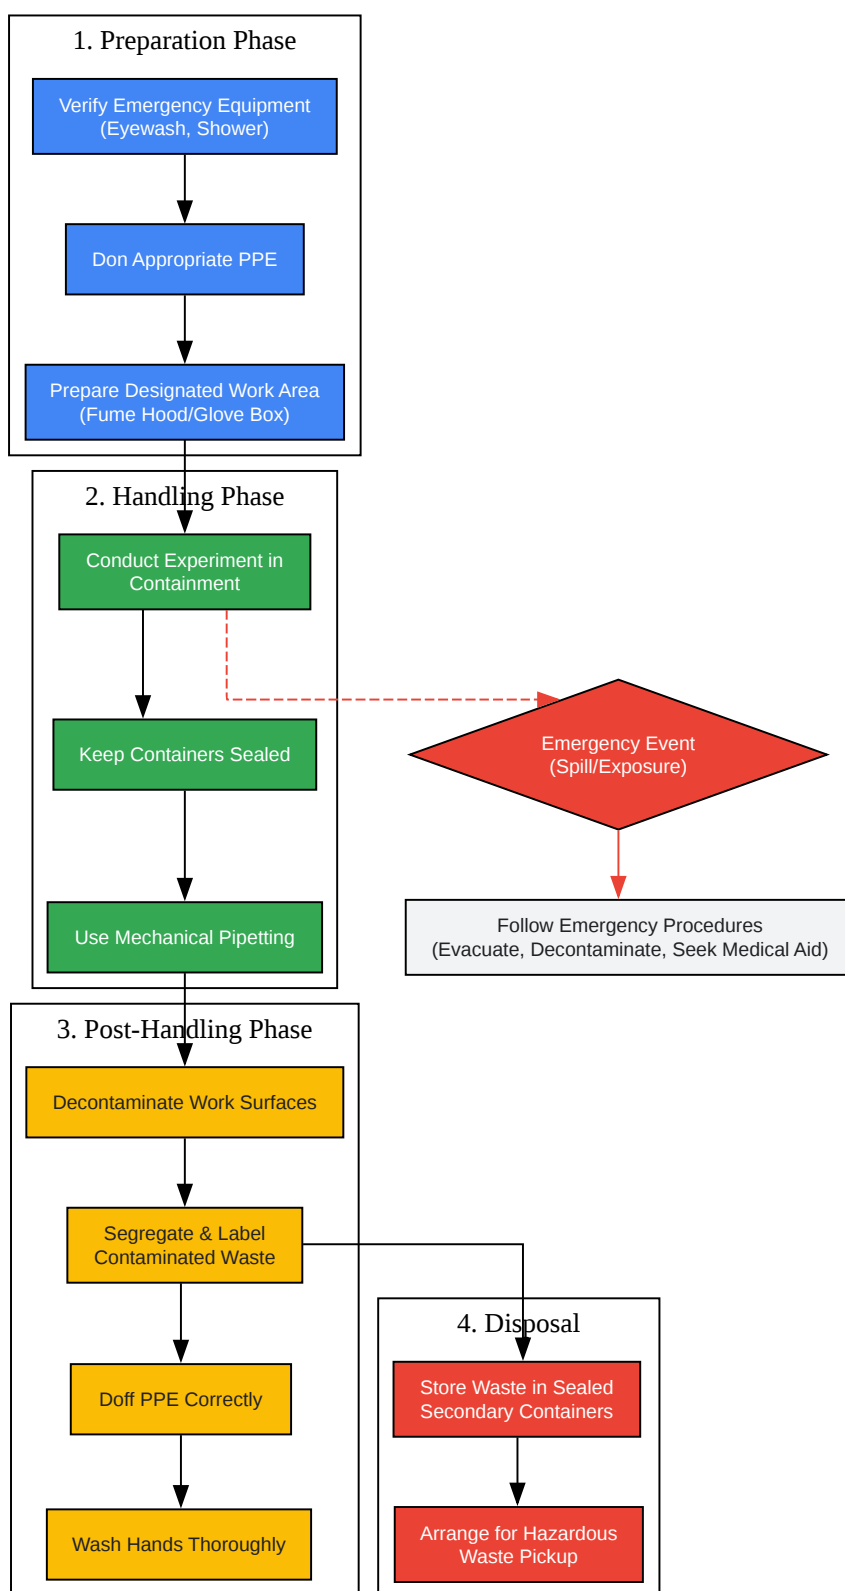 1. Preparation Phase
Verify Emergency Equipment
(Eyewash, Shower)
Don Appropriate PPE
Prepare Designated Work Area
(Fume Hood/Glove Box)
2. Handling Phase
Conduct Experiment in
Containment
Keep Containers Sealed
Emergency Event
(Spill/Exposure)
Use Mechanical Pipetting
Follow Emergency Procedures
(Evacuate, Decontaminate, Seek Medical Aid)
3. Post-Handling Phase
Decontaminate Work Surfaces
Segregate & Label
Contaminated Waste
Doff PPE Correctly
Wash Hands Thoroughly
4. Disposal
Store Waste in Sealed
Secondary Containers
Arrange for Hazardous
Waste Pickup